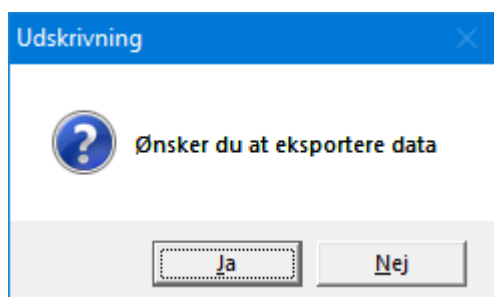 Udskrivning
Ønsker du at eksportere data
Ja
Nej